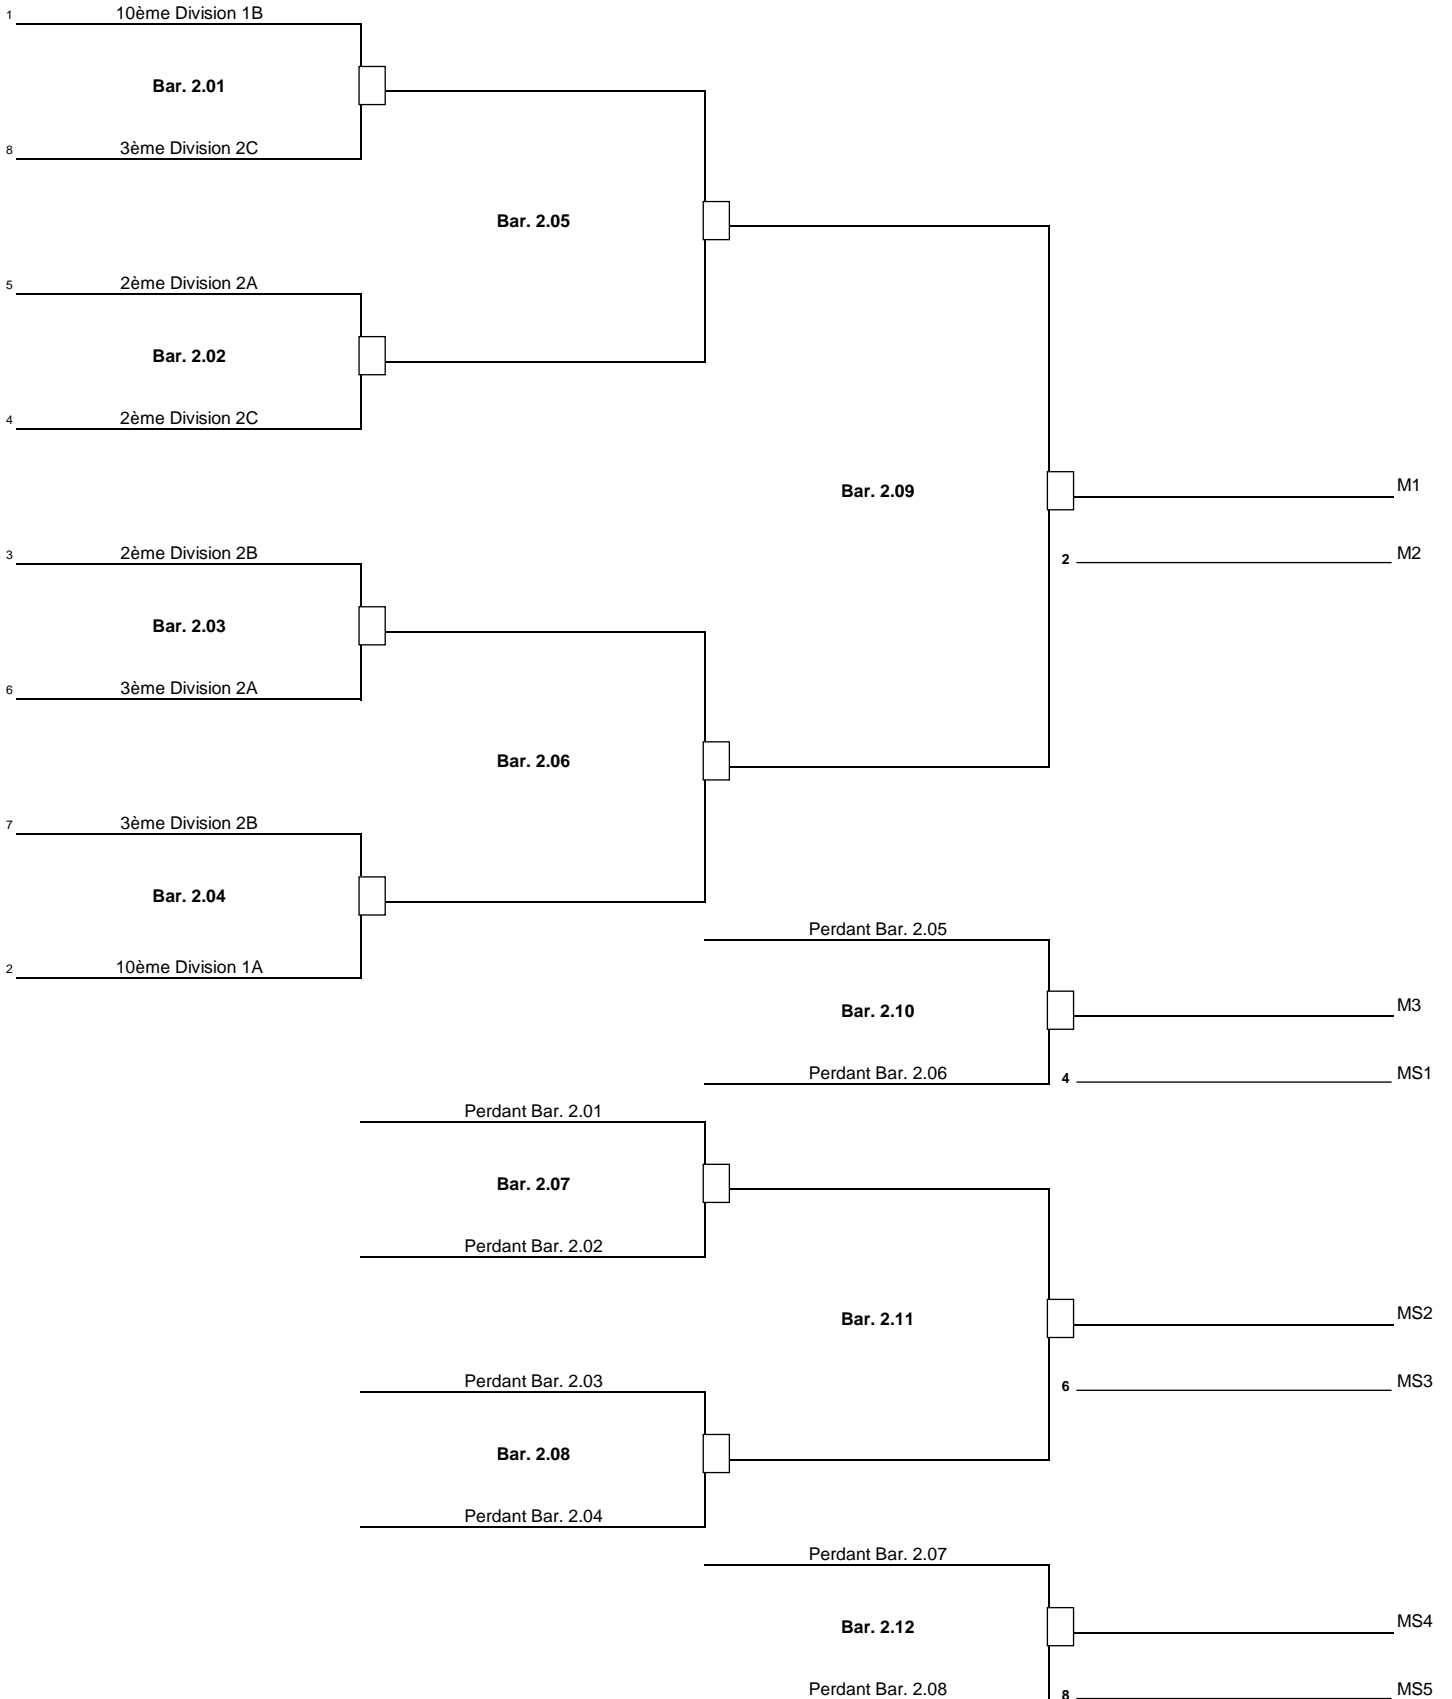 1 10ème Division 1B
Bar. 2.01
8 3ème Division 2C
Bar. 2.05
5 2ème Division 2A
Bar. 2.02
4 2ème Division 2C
Bar. 2.09
M1
3 2ème Division 2B
2 M2
Bar. 2.03
6 3ème Division 2A
Bar. 2.06
7 3ème Division 2B
Bar. 2.04
Perdant Bar. 2.05
2 10ème Division 1A
Bar. 2.10
M3
Perdant Bar. 2.06
4 MS1
Perdant Bar. 2.01
Bar. 2.07
Perdant Bar. 2.02
Bar. 2.11
MS2
Perdant Bar. 2.03
6 MS3
Bar. 2.08
Perdant Bar. 2.04
Perdant Bar. 2.07
Bar. 2.12
MS4
Perdant Bar. 2.08
8 MS5